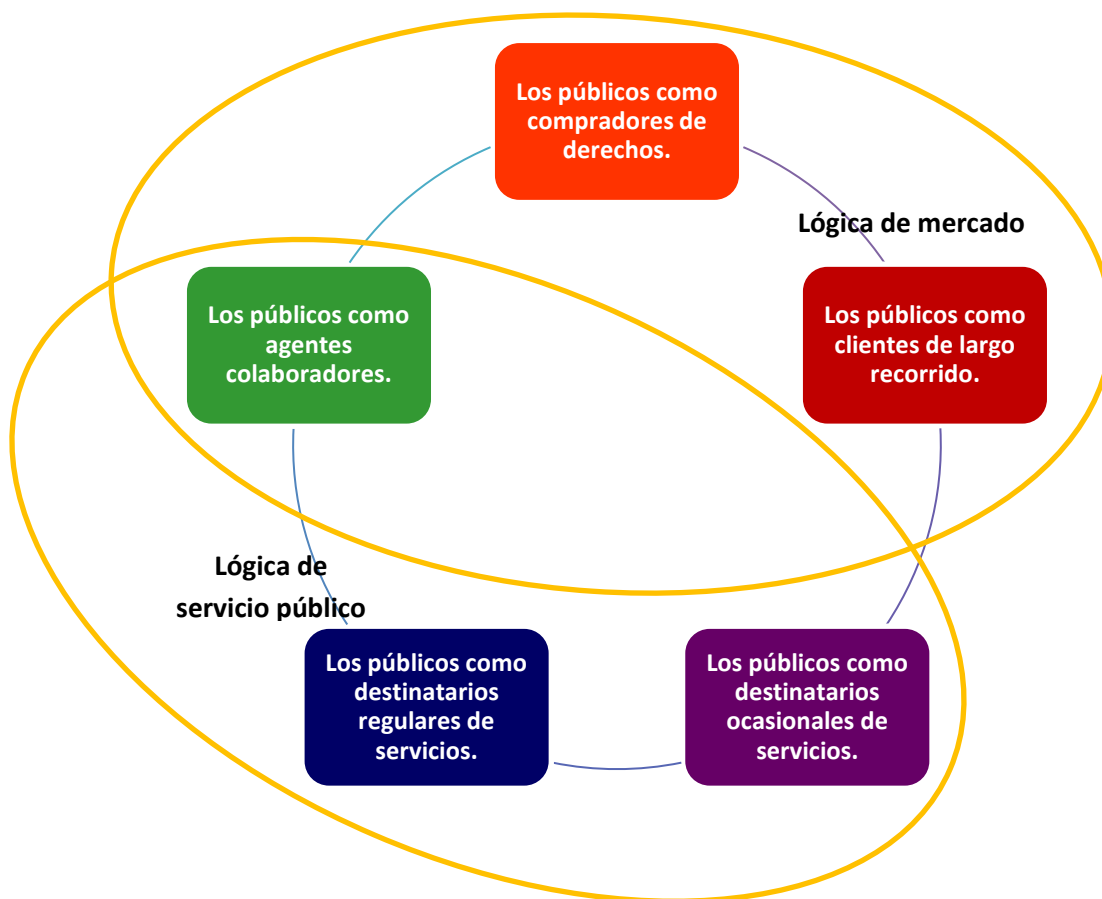 Los públicos como
compradores de
derechos.
Lógica de mercado
Los públicos como
agentes
colaboradores.
Los públicos como
clientes de largo
recorrido.
Lógica de
servicio público
Los públicos como
destinatarios
regulares de
servicios.
Los públicos como
destinatarios
ocasionales de
servicios.